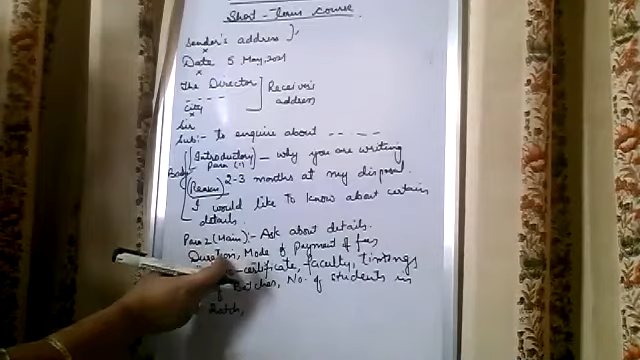 Short-Term Course
Sender's address
Date 5 May, 2021
The Director
Receiver's
address
City
Sir
Sub:- to enquire about -- -- --
Body
Introductory - why you are writing
Para (1)
(Reason) 2-3 months at my disposal.
I would like to know about certain
details.
Para 2 (Main):- Ask about details.
Duration, Mode of payment of fees
certificate, faculty, timings
Batches, No. of students in
Batch,